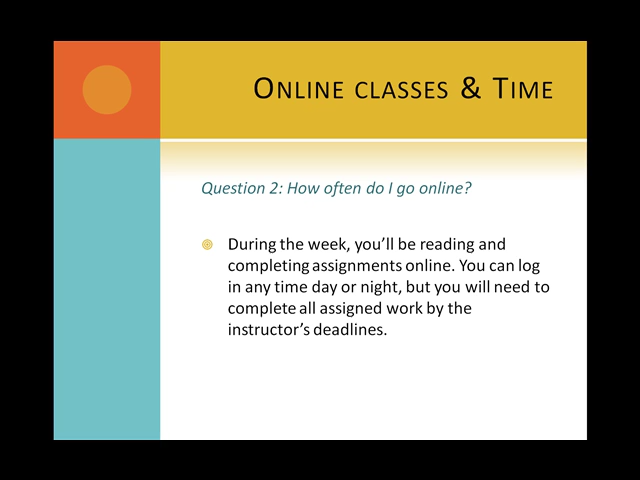 Online classes & Time
Question 2: How often do I go online?
During the week, you'll be reading and
completing assignments online. You can log
in any time day or night, but you will need to
complete all assigned work by the
instructor's deadlines.